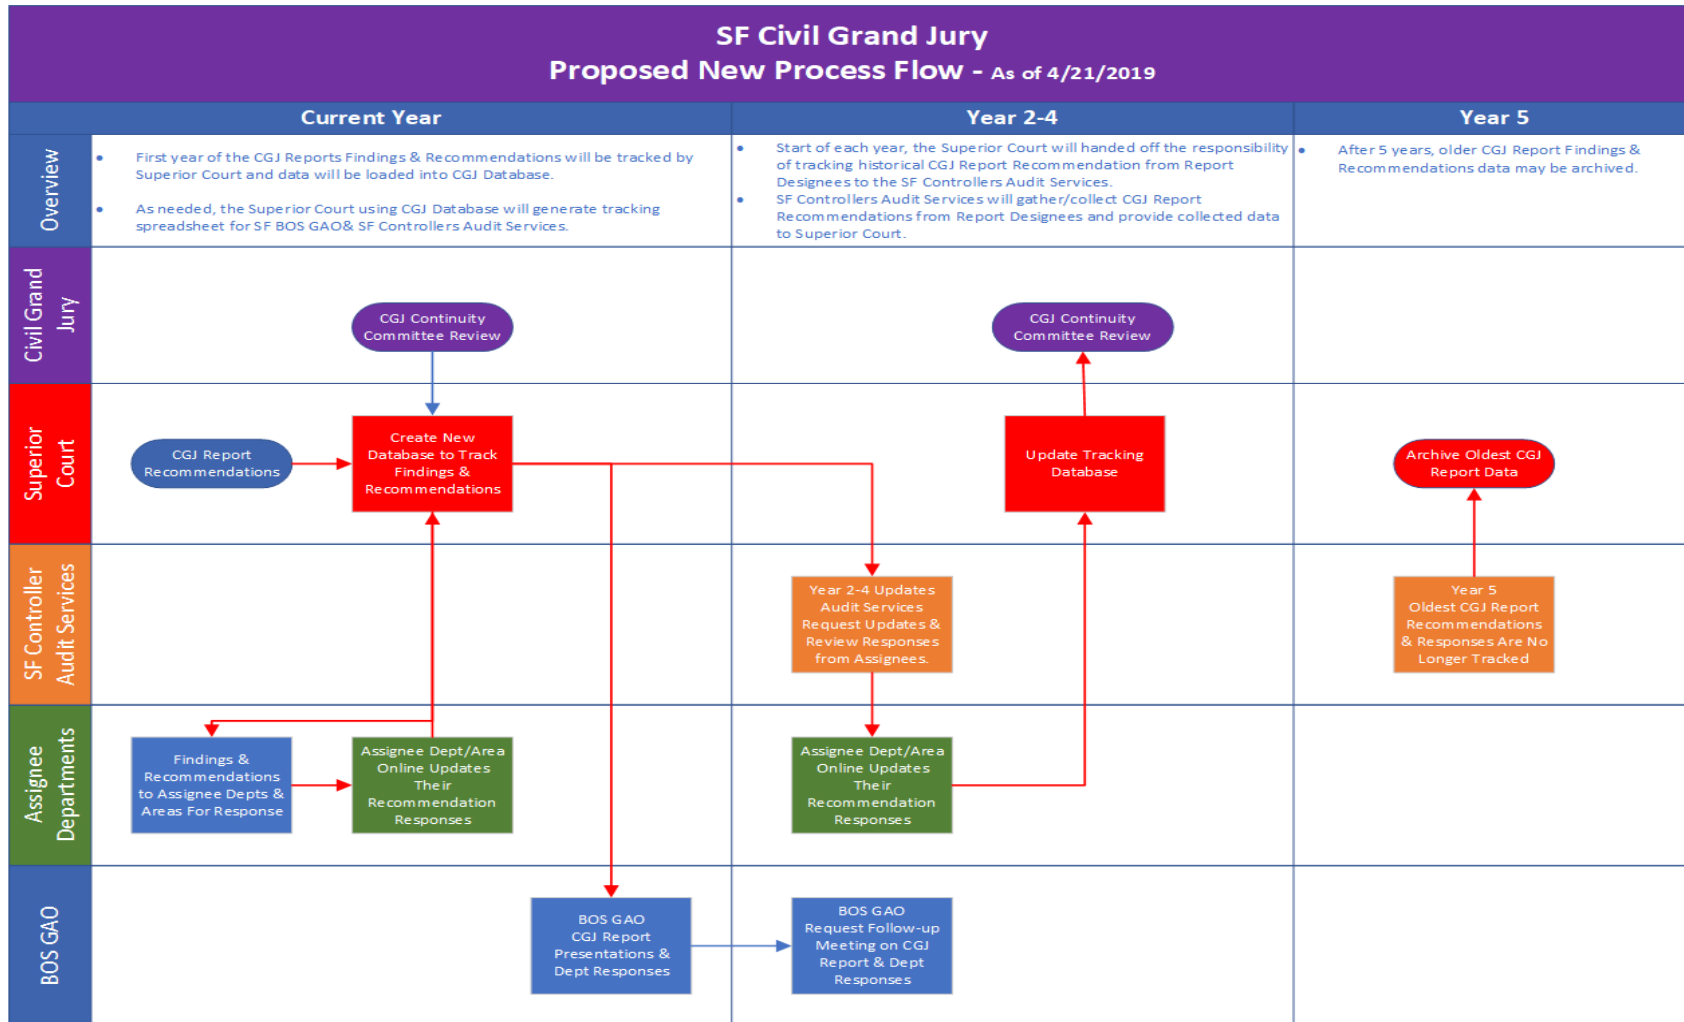 SF Civil Grand Jury
Proposed New Process Flow - As of 4/21/2019
Current Year
Year 2-4
Year 5
Overview
• First year of the CGJ Reports Findings & Recommendations will be tracked by
Superior Court and data will be loaded into CGJ Database.
• As needed, the Superior Court using CGJ Database will generate tracking
spreadsheet for SF BOS GAO& SF Controllers Audit Services.
• Start of each year, the Superior Court will handed off the responsibility
of tracking historical CGJ Report Recommendation from Report
Designees to the SF Controllers Audit Services.
• SF Controllers Audit Services will gather/collect CGJ Report
Recommendations from Report Designees and provide collected data
to Superior Court.
• After 5 years, older CGJ Report Findings &
Recommendations data may be archived.
Civil Grand
Jury
CGJ Continuity
Committee Review
CGJ Continuity
Committee Review
Superior
Court
CGJ Report
Recommendations
Create New
Database to Track
Findings &
Recommendations
Update Tracking
Database
Archive Oldest CGJ
Report Data
SF Controller
Audit Services
Year 2-4 Updates
Audit Services
Request Updates &
Review Responses
from Assignees.
Year 5
Oldest CGJ Report
Recommendations
& Responses Are No
Longer Tracked
Assignee
Departments
Findings &
Recommendations
to Assignee Depts &
Areas For Response
Assignee Dept/Area
Online Updates
Their
Recommendation
Responses
Assignee Dept/Area
Online Updates
Their
Recommendation
Responses
BOS GAO
BOS GAO
CGJ Report
Presentations &
Dept Responses
BOS GAO
Request Follow-up
Meeting on CGJ
Report & Dept
Responses